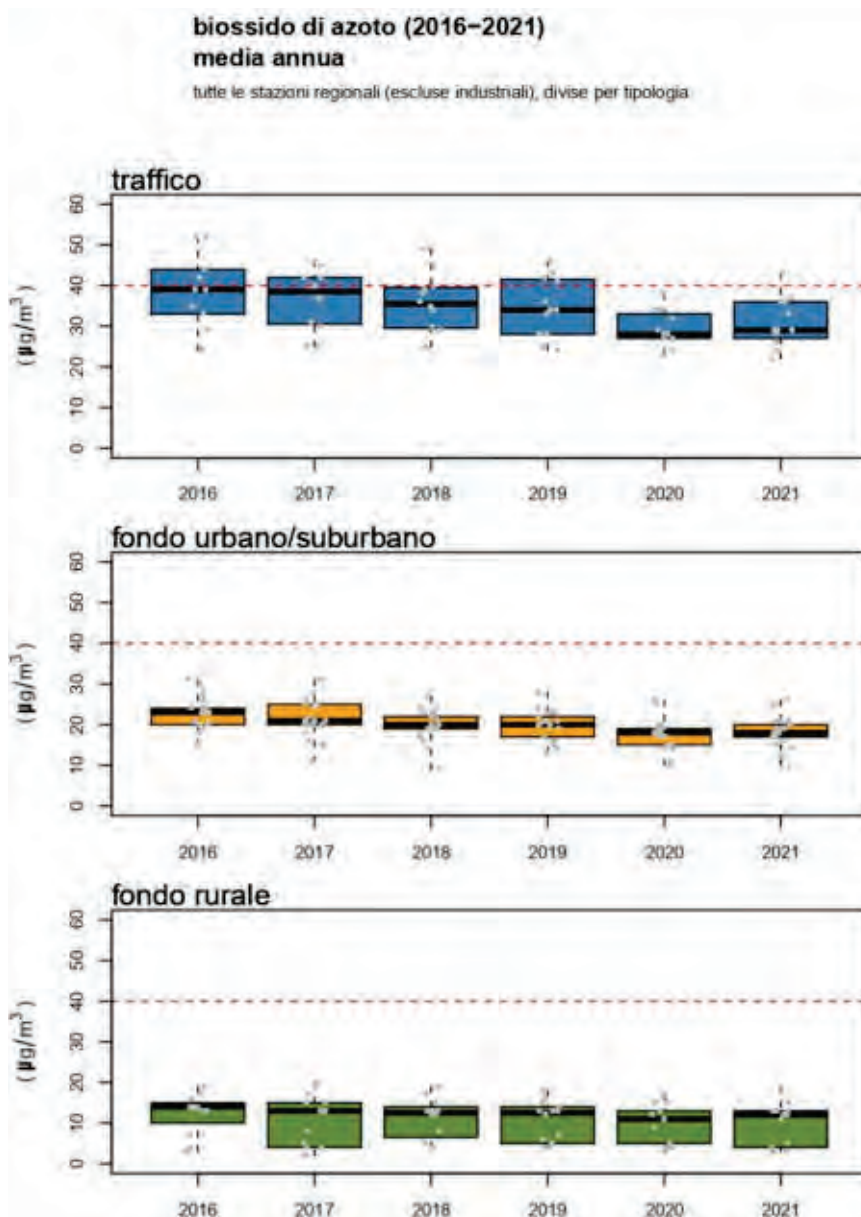 biossido di azoto (2016−2021)
media annua
tutte le stazioni regionali (escluse industriali), divise per tipologia
traffico
60
50
40
30
20
10
0
(µg/m³)
2016 2017 2018 2019 2020 2021
fondo urbano/suburbano
60
50
40
30
20
10
0
(µg/m³)
2016 2017 2018 2019 2020 2021
fondo rurale
60
50
40
30
20
10
0
(µg/m³)
2016 2017 2018 2019 2020 2021